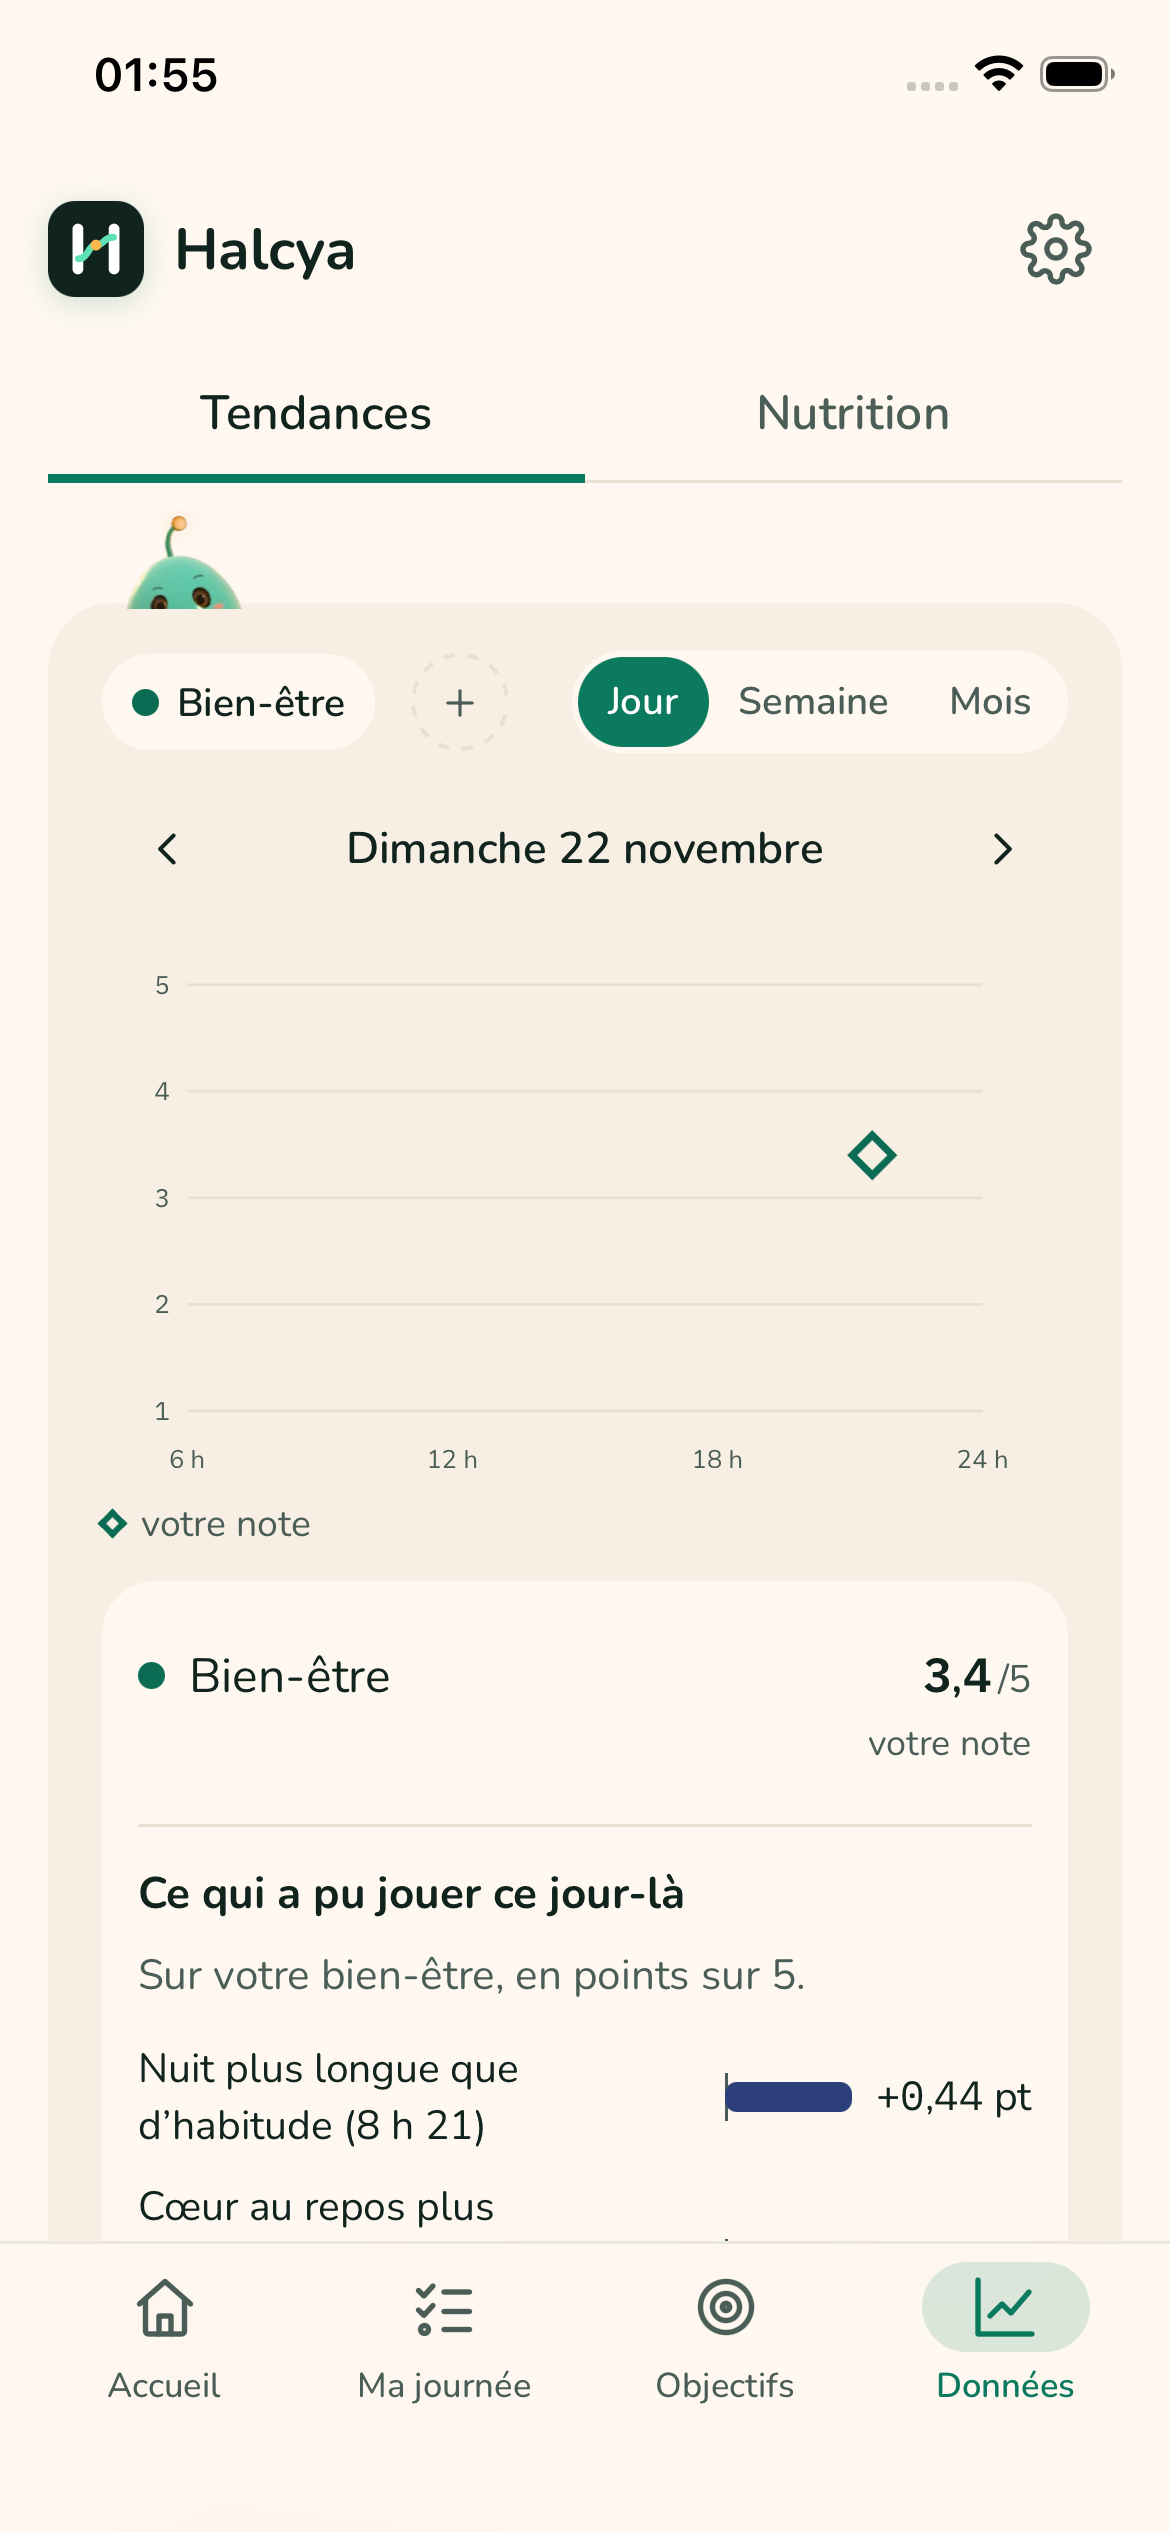 01:55
Halcya
Tendances
Nutrition
Bien-être
+
Jour
Semaine
Mois
Dimanche 22 novembre
5
4
3
2
1
6 h
12 h
18 h
24 h
votre note
Bien-être
3,4 /5
votre note
Ce qui a pu jouer ce jour-là
Sur votre bien-être, en points sur 5.
Nuit plus longue que
d’habitude (8 h 21)
+0,44 pt
Cœur au repos plus
Accueil
Ma journée
Objectifs
Données